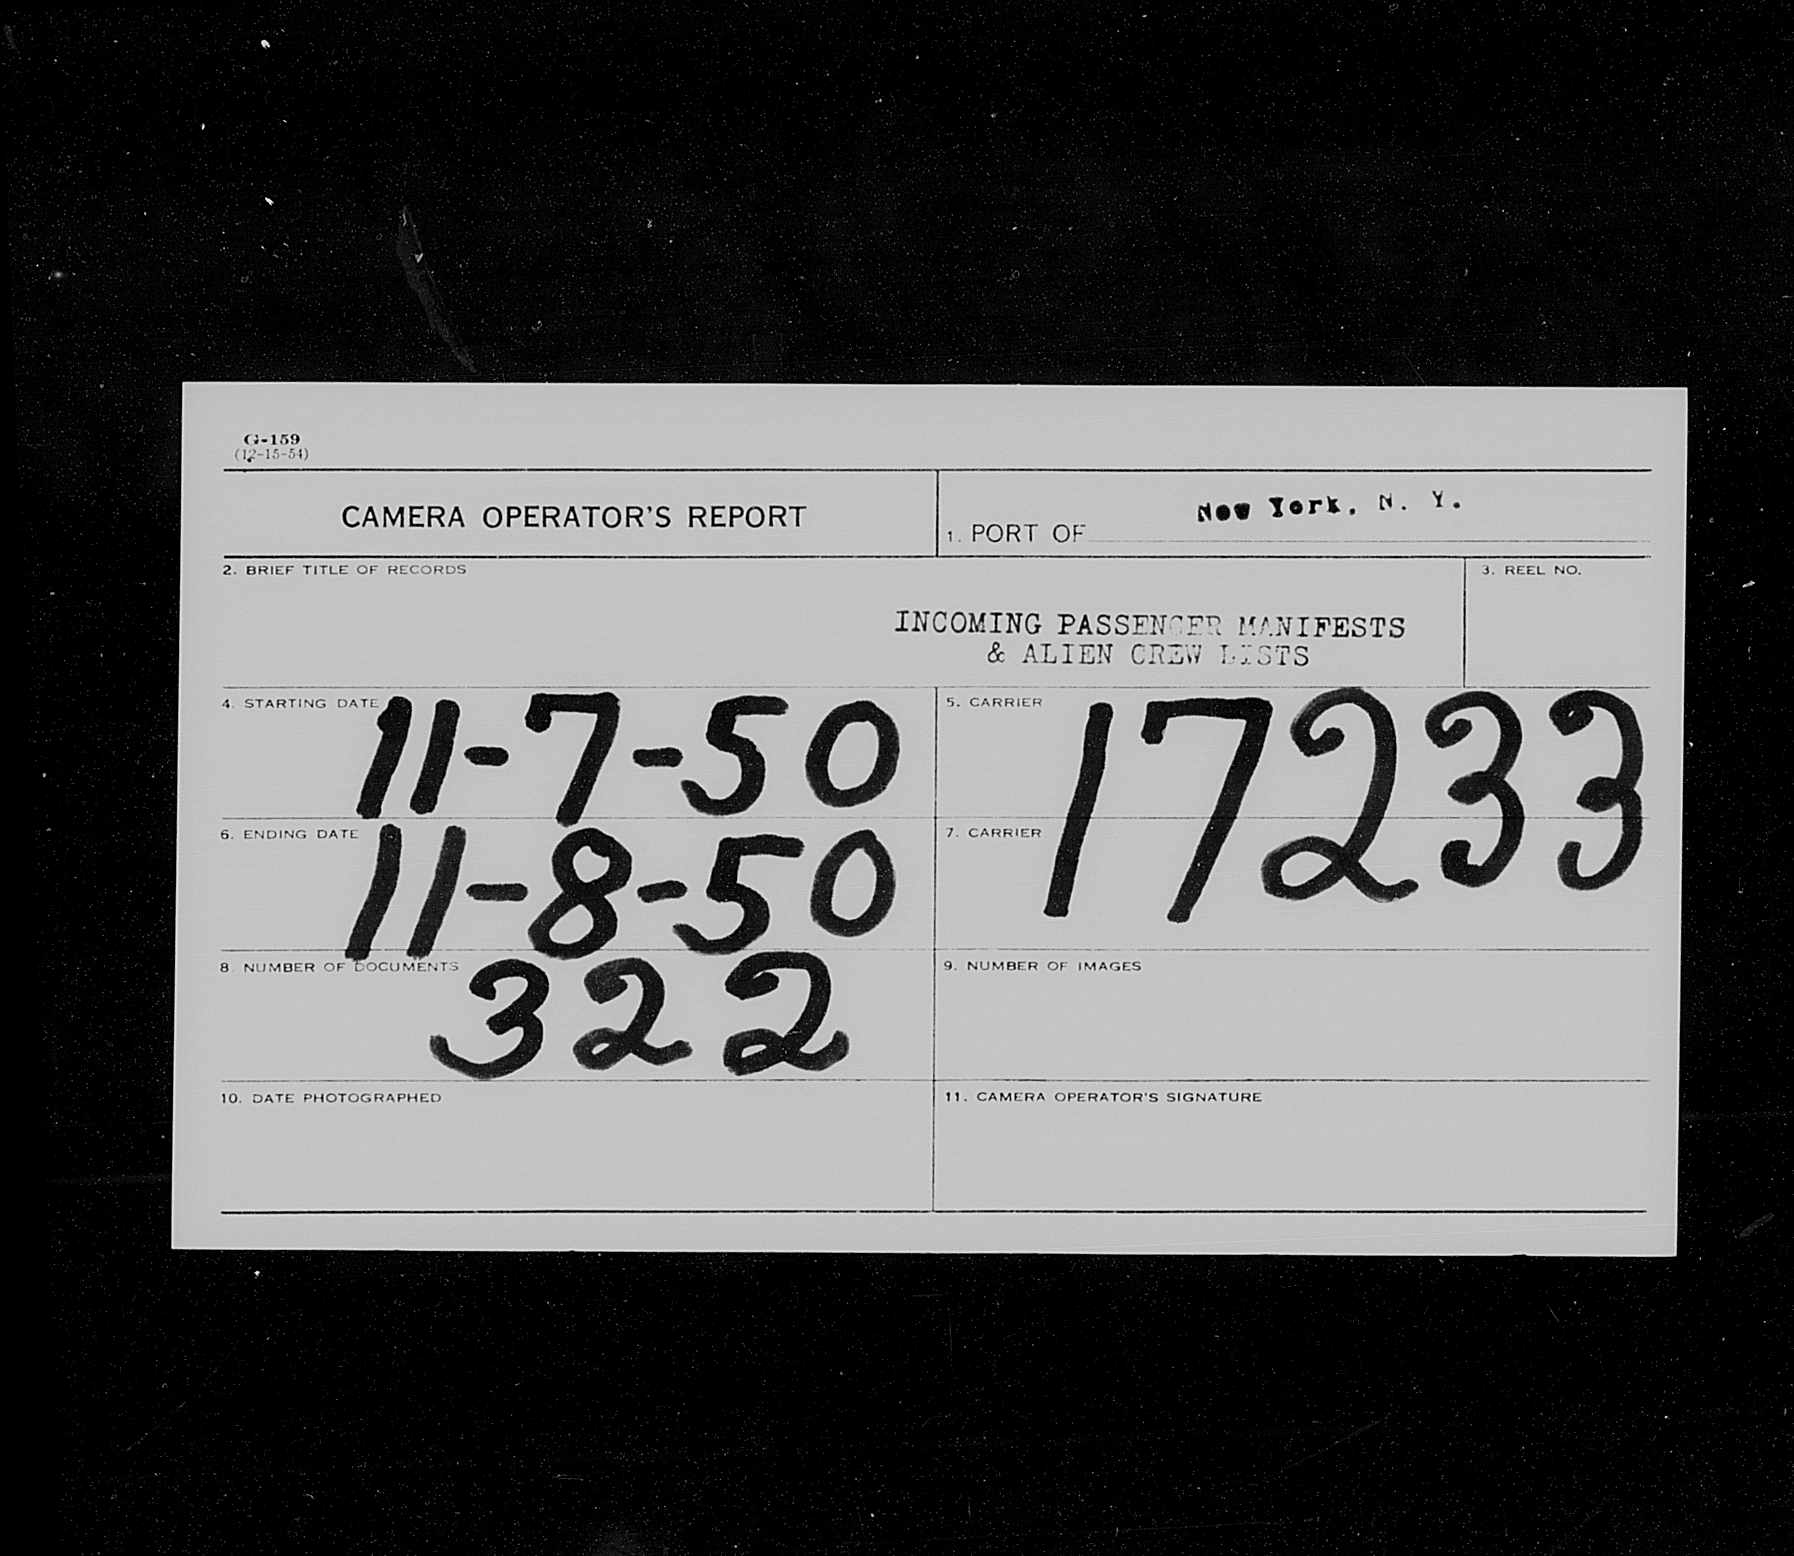 G-159
(12-15-54)
CAMERA OPERATOR'S REPORT
1. PORT OF New York, N. Y.
2. BRIEF TITLE OF RECORDS
3. REEL NO.
INCOMING PASSENGER MANIFESTS
& ALIEN CREW LISTS
4. STARTING DATE 11-7-50
5. CARRIER 17233
6. ENDING DATE 11-8-50
7. CARRIER
8. NUMBER OF DOCUMENTS 322
9. NUMBER OF IMAGES
10. DATE PHOTOGRAPHED
11. CAMERA OPERATOR'S SIGNATURE